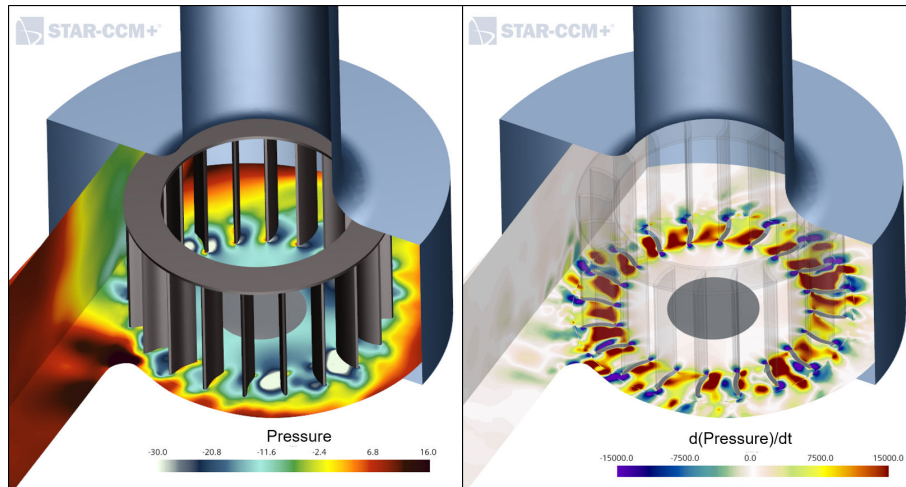 STAR-CCM+®
Pressure
-30.0 -20.8 -11.6 -2.4 6.8 16.0
STAR-CCM+®
d(Pressure)/dt
-15000.0 -7500.0 0.0 7500.0 15000.0